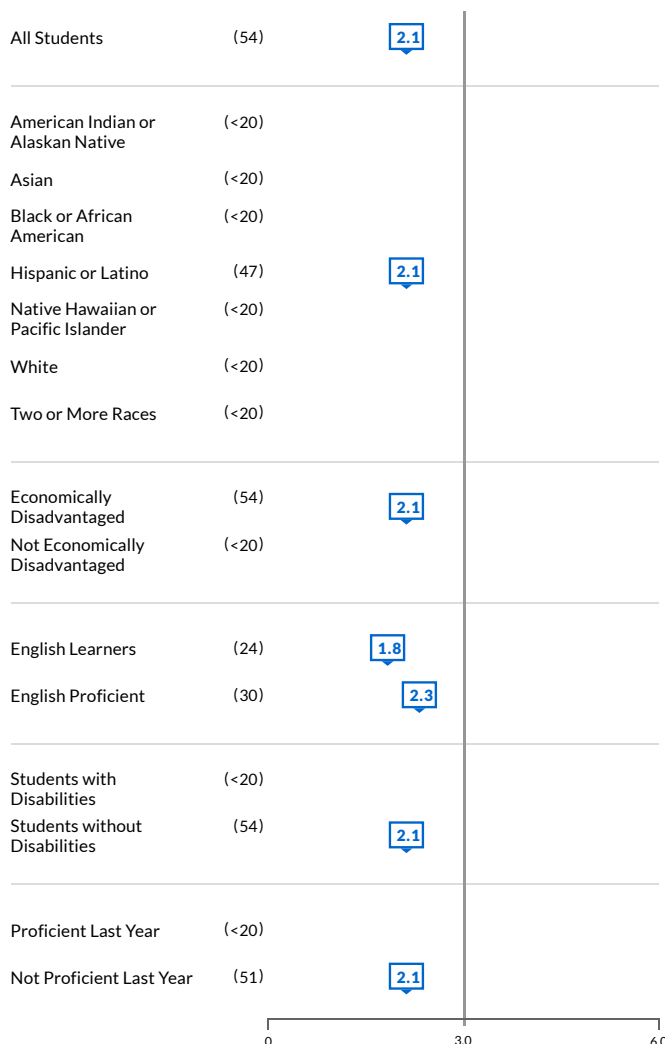 All Students (54) 2.1
American Indian or
Alaskan Native (<20)
Asian (<20)
Black or African
American (<20)
Hispanic or Latino (47) 2.1
Native Hawaiian or
Pacific Islander (<20)
White (<20)
Two or More Races (<20)
Economically
Disadvantaged (54) 2.1
Not Economically
Disadvantaged (<20)
English Learners (24) 1.8
English Proficient (30) 2.3
Students with
Disabilities (<20)
Students without
Disabilities (54) 2.1
Proficient Last Year (<20)
Not Proficient Last Year (51) 2.1
0 3.0 6.0